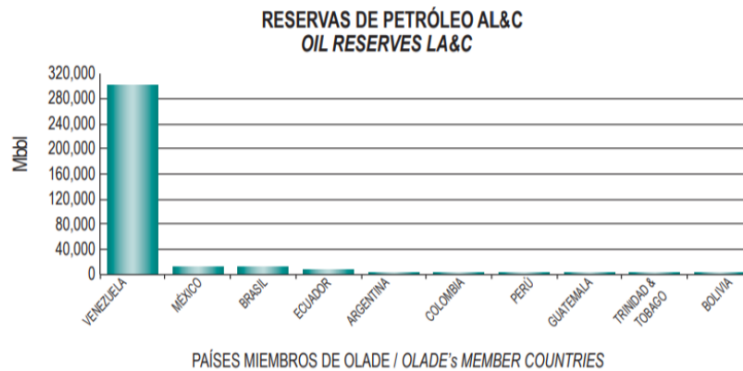 RESERVAS DE PETRÓLEO AL&C
OIL RESERVES LA&C
Mbbl
320,000
280,000
240,000
200,000
160,000
120,000
80,000
40,000
0
VENEZUELA
MÉXICO
BRASIL
ECUADOR
ARGENTINA
COLOMBIA
PERÚ
GUATEMALA
TRINIDAD &
TOBAGO
BOLIVIA
PAÍSES MIEMBROS DE OLADE / OLADE's MEMBER COUNTRIES